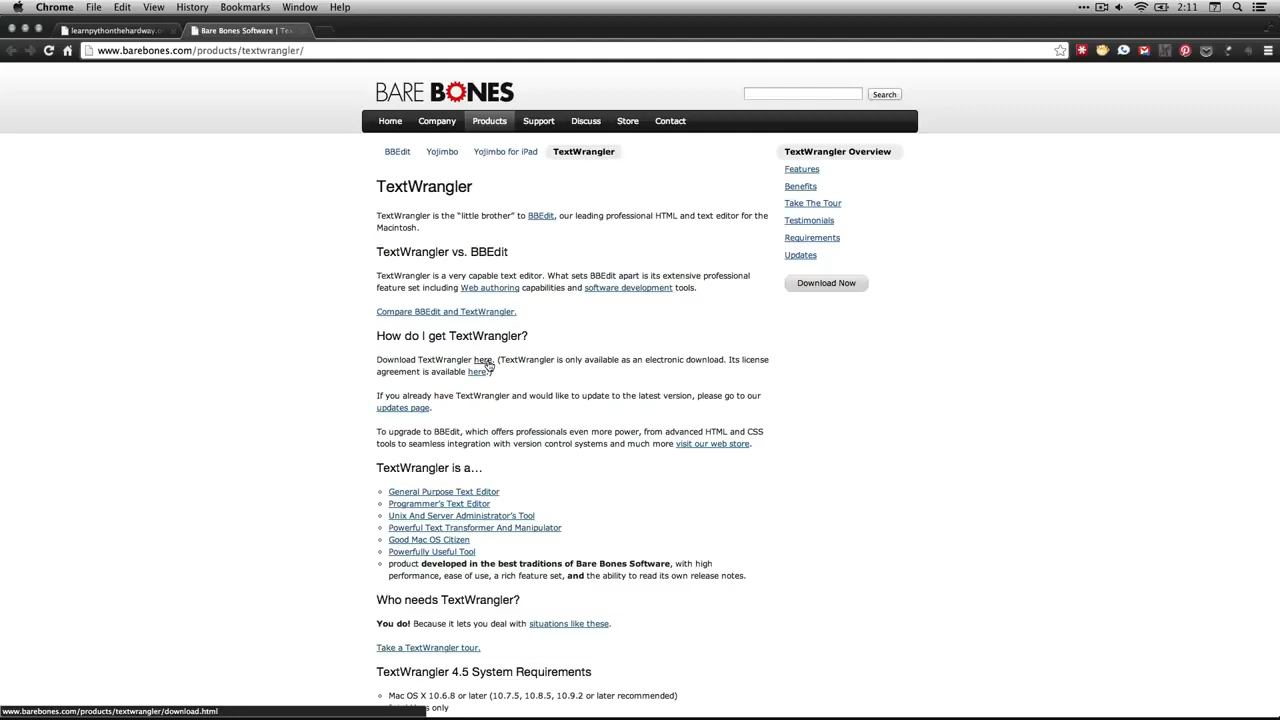 Chrome File Edit View History Bookmarks Window Help 2:11
learnpythonthehardway.o Bare Bones Software | Te
www.barebones.com/products/textwrangler/
BARE BONES
Search
Home Company Products Support Discuss Store Contact
BBEdit Yojimbo Yojimbo for iPad TextWrangler
TextWrangler Overview
Features
Benefits
Take The Tour
Testimonials
Requirements
Updates
Download Now
TextWrangler
TextWrangler is the “little brother” to BBEdit, our leading professional HTML and text editor for the
Macintosh.
TextWrangler vs. BBEdit
TextWrangler is a very capable text editor. What sets BBEdit apart is its extensive professional
feature set including Web authoring capabilities and software development tools.
Compare BBEdit and TextWrangler.
How do I get TextWrangler?
Download TextWrangler here. (TextWrangler is only available as an electronic download. Its license
agreement is available here.)
If you already have TextWrangler and would like to update to the latest version, please go to our
updates page.
To upgrade to BBEdit, which offers professionals even more power, from advanced HTML and CSS
tools to seamless integration with version control systems and much more visit our web store.
TextWrangler is a…
General Purpose Text Editor
Programmer’s Text Editor
Unix And Server Administrator’s Tool
Powerful Text Transformer And Manipulator
Good Mac OS Citizen
Powerfully Useful Tool
product developed in the best traditions of Bare Bones Software, with high
performance, ease of use, a rich feature set, and the ability to read its own release notes.
Who needs TextWrangler?
You do! Because it lets you deal with situations like these.
Take a TextWrangler tour.
TextWrangler 4.5 System Requirements
Mac OS X 10.6.8 or later (10.7.5, 10.8.5, 10.9.2 or later recommended)
only
www.barebones.com/products/textwrangler/download.html